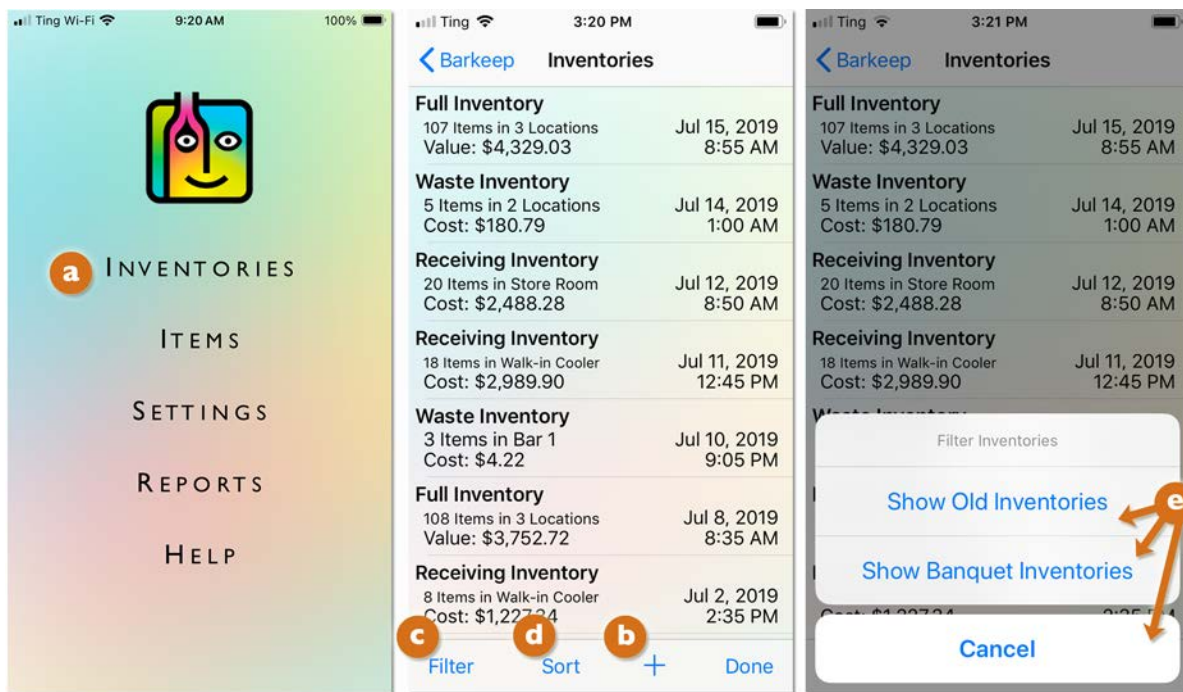 Ting Wi-Fi
9:20 AM
100%
a
INVENTORIES
ITEMS
SETTINGS
REPORTS
HELP
Ting
3:20 PM
Barkeep
Inventories
Full Inventory
107 Items in 3 Locations
Jul 15, 2019
Value: $4,329.03
8:55 AM
Waste Inventory
5 Items in 2 Locations
Jul 14, 2019
Cost: $180.79
1:00 AM
Receiving Inventory
20 Items in Store Room
Jul 12, 2019
Cost: $2,488.28
8:50 AM
Receiving Inventory
18 Items in Walk-in Cooler
Jul 11, 2019
Cost: $2,989.90
12:45 PM
Waste Inventory
3 Items in Bar 1
Jul 10, 2019
Cost: $4.22
9:05 PM
Full Inventory
108 Items in 3 Locations
Jul 8, 2019
Value: $3,752.72
8:35 AM
Receiving Inventory
8 Items in Walk-in Cooler
Jul 2, 2019
Cost: $1,227.34
2:35 PM
c
d
b
Filter
Sort
+
Done
Ting
3:21 PM
Barkeep
Inventories
Full Inventory
107 Items in 3 Locations
Jul 15, 2019
Value: $4,329.03
8:55 AM
Waste Inventory
5 Items in 2 Locations
Jul 14, 2019
Cost: $180.79
1:00 AM
Receiving Inventory
20 Items in Store Room
Jul 12, 2019
Cost: $2,488.28
8:50 AM
Receiving Inventory
18 Items in Walk-in Cooler
Jul 11, 2019
Cost: $2,989.90
12:45 PM
Filter Inventories
Show Old Inventories
e
Show Banquet Inventories
Cancel